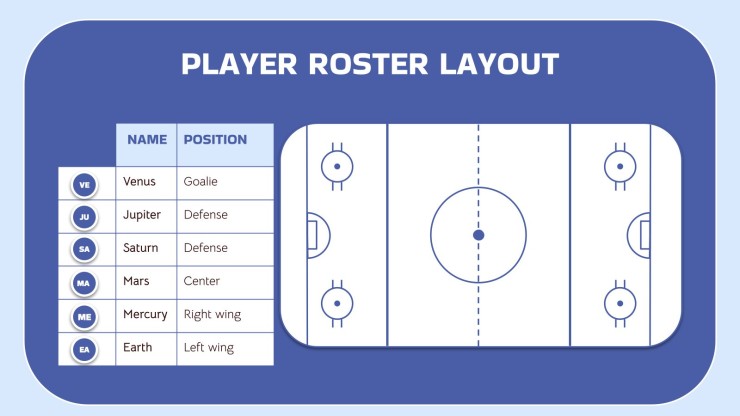 PLAYER ROSTER LAYOUT
NAME POSITION
VE Venus Goalie
JU Jupiter Defense
SA Saturn Defense
MA Mars Center
ME Mercury Right wing
EA Earth Left wing